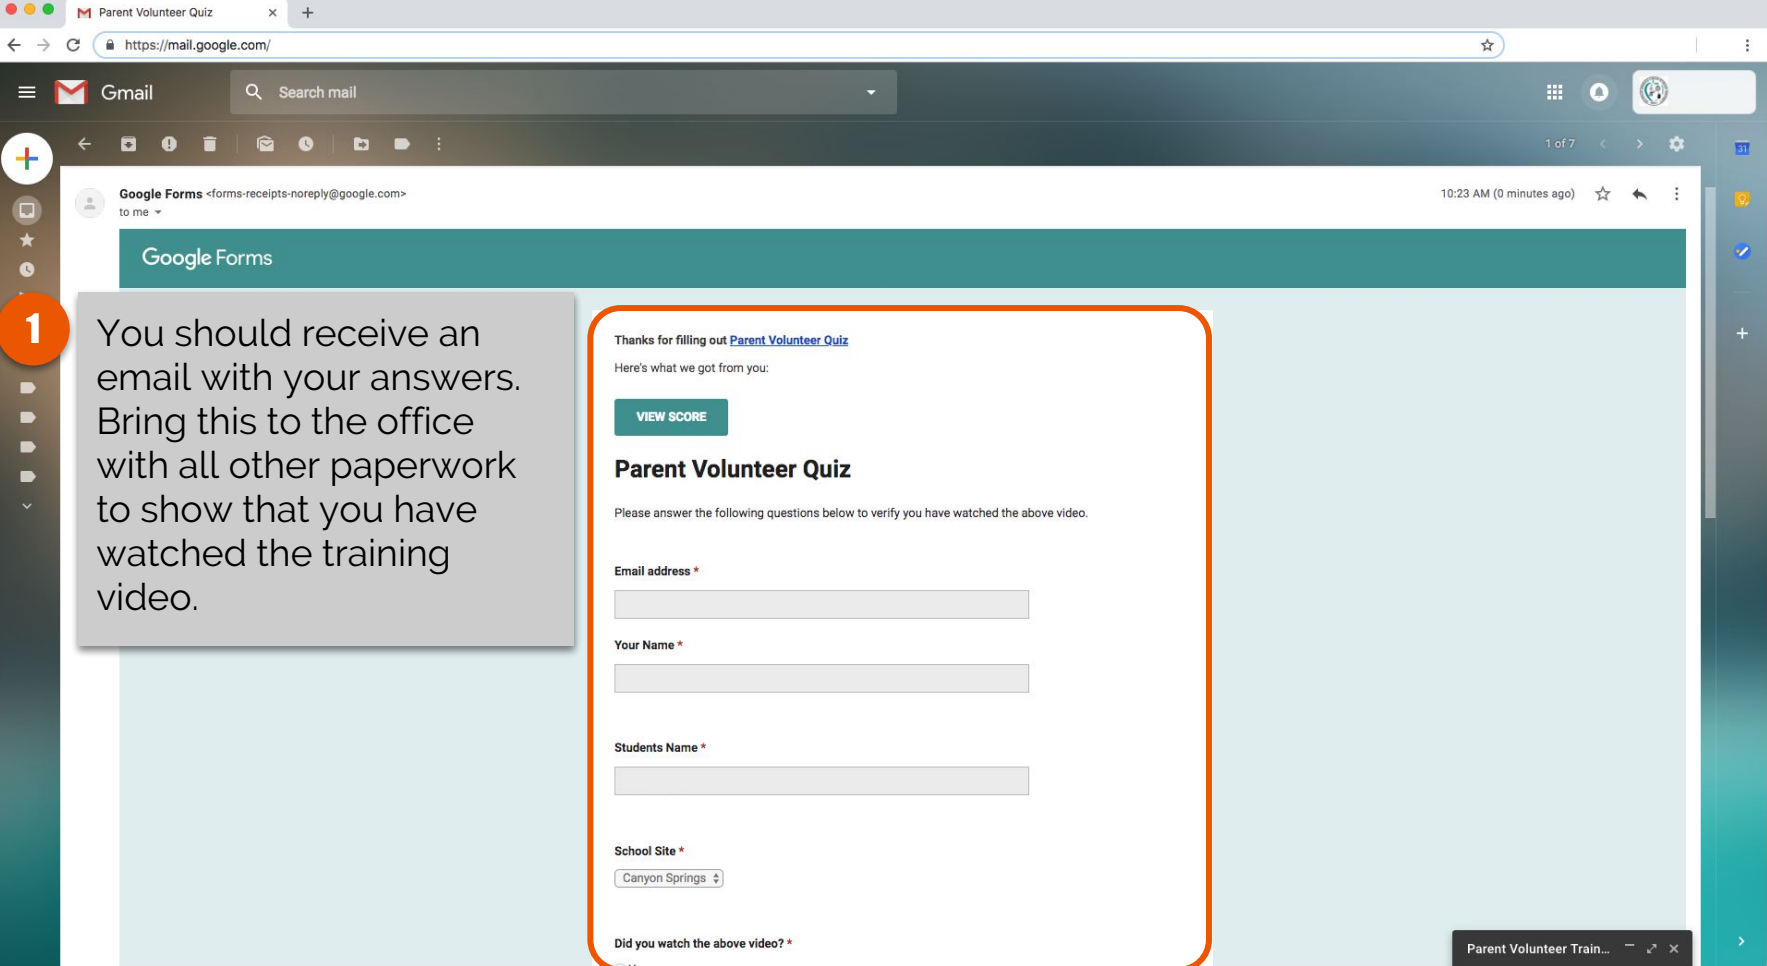 Parent Volunteer Quiz
https://mail.google.com/
Gmail
Search mail
1 of 7
31
Google Forms <forms-receipts-noreply@google.com>
10:23 AM (0 minutes ago)
to me
Google Forms
1
You should receive an
email with your answers.
Bring this to the office
with all other paperwork
to show that you have
watched the training
video.
Thanks for filling out Parent Volunteer Quiz
Here's what we got from you:
VIEW SCORE
Parent Volunteer Quiz
Please answer the following questions below to verify you have watched the above video.
Email address *
Your Name *
Students Name *
School Site *
Canyon Springs
Did you watch the above video? *
Parent Volunteer Train...